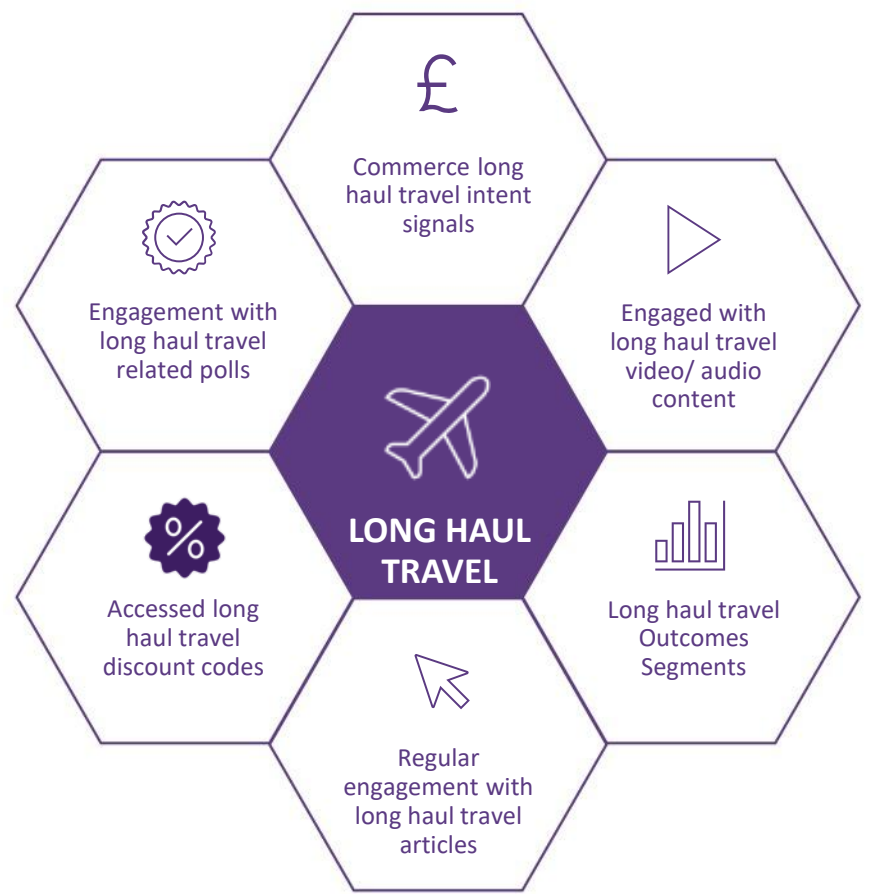 £
Commerce long
haul travel intent
signals
Engagement with
long haul travel
related polls
Engaged with
long haul travel
video/ audio
content
LONG HAUL
TRAVEL
%
Accessed long
haul travel
discount codes
Long haul travel
Outcomes
Segments
Regular
engagement with
long haul travel
articles